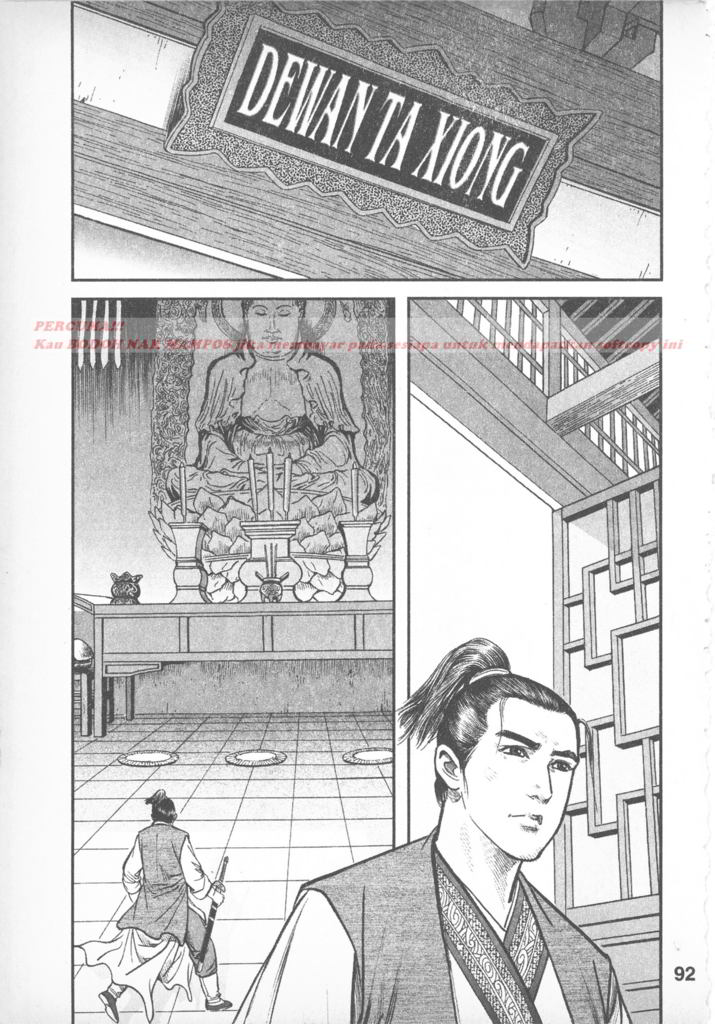 DEWAN TA XIONG
PERCUMA!!!
Kau BODOH NAK MAMPOS jika membayar pada sesiapa untuk mendapatkan softcopy ini
92